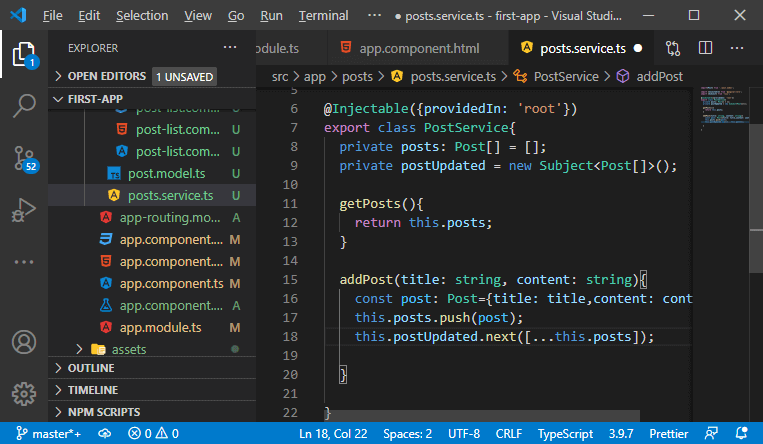 File Edit Selection View Go Run Terminal ··· ● posts.service.ts - first-app - Visual Studi...
EXPLORER ···
OPEN EDITORS 1 UNSAVED
FIRST-APP
post-list.com... U
post-list.com... U
post.model.ts U
posts.service.ts U
app-routing.mo... A
app.component.... M
app.component.... M
app.component.ts M
app.component.... A
app.module.ts M
assets
OUTLINE
TIMELINE
NPM SCRIPTS
1
52
odule.ts app.component.html posts.service.ts ● ···
src > app > posts > posts.service.ts > PostService > addPost
5
6 @Injectable({providedIn: 'root'})
7 export class PostService{
8 private posts: Post[] = [];
9 private postUpdated = new Subject<Post[]>();
10
11 getPosts(){
12 return this.posts;
13 }
14
15 addPost(title: string, content: string){
16 const post: Post={title: title,content: cont
17 this.posts.push(post);
18 this.postUpdated.next([...this.posts]);
19
20 }
21
22 }
master*+ 0 0 Ln 18, Col 22 Spaces: 2 UTF-8 CRLF TypeScript 3.9.7 Prettier